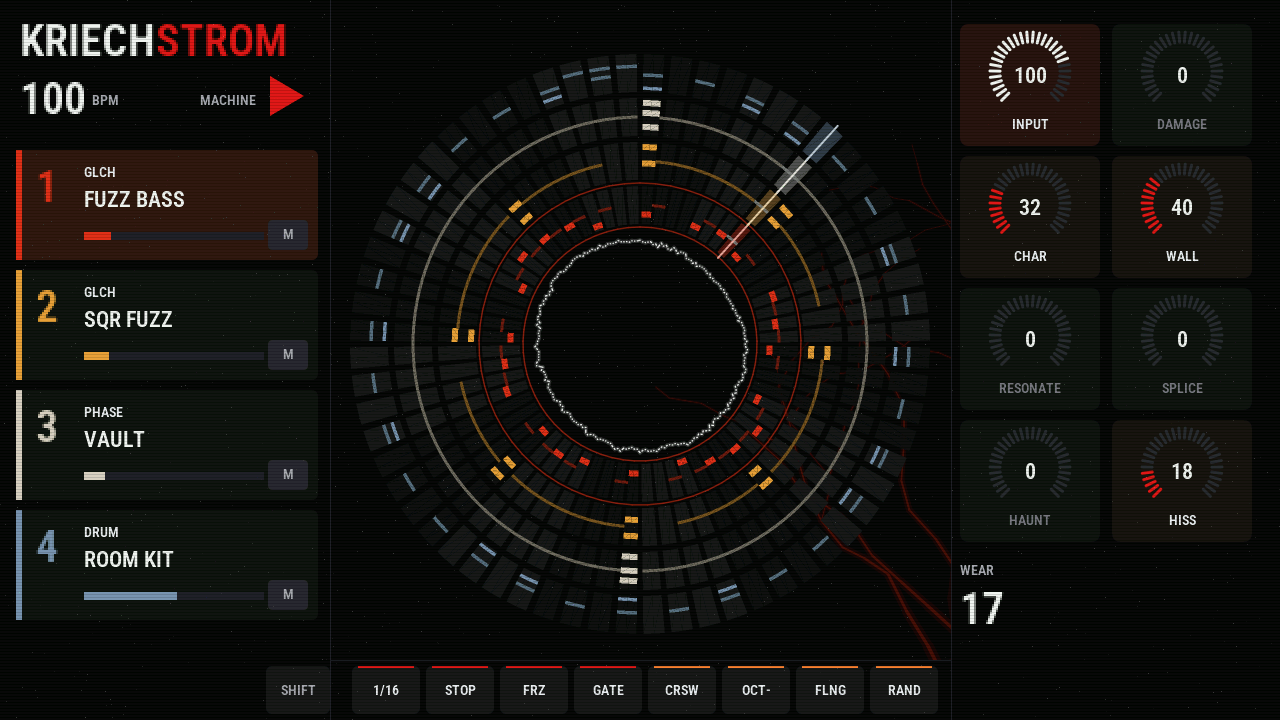 KRIECHSTROM
100 BPM MACHINE
1 GLCH
FUZZ BASS
M
2 GLCH
SQR FUZZ
M
3 PHASE
VAULT
M
4 DRUM
ROOM KIT
M
SHIFT
1/16 STOP FRZ GATE CRSW OCT- FLNG RAND
100 0
INPUT DAMAGE
32 40
CHAR WALL
0 0
RESONATE SPLICE
0 18
HAUNT HISS
WEAR
17